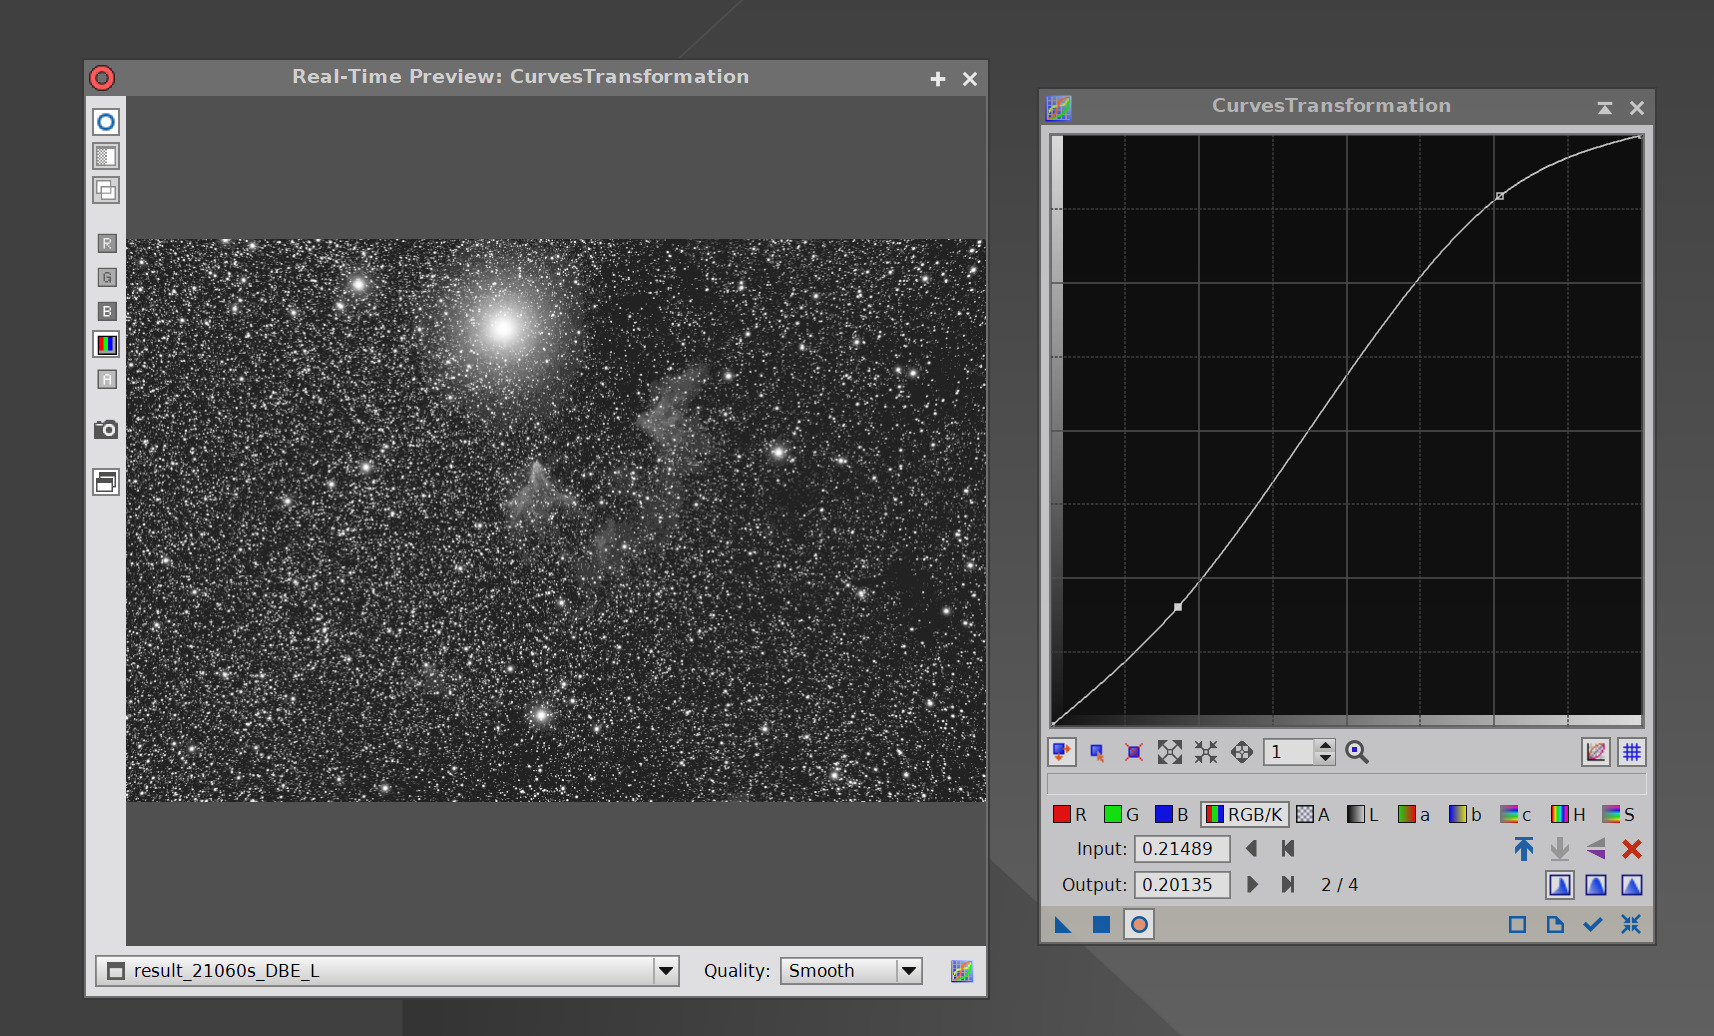 Real-Time Preview: CurvesTransformation
R
G
B
A
result_21060s_DBE_L
Quality: Smooth
CurvesTransformation
1
R G B RGB/K A L a b c H S
Input: 0.21489
Output: 0.20135 2 / 4